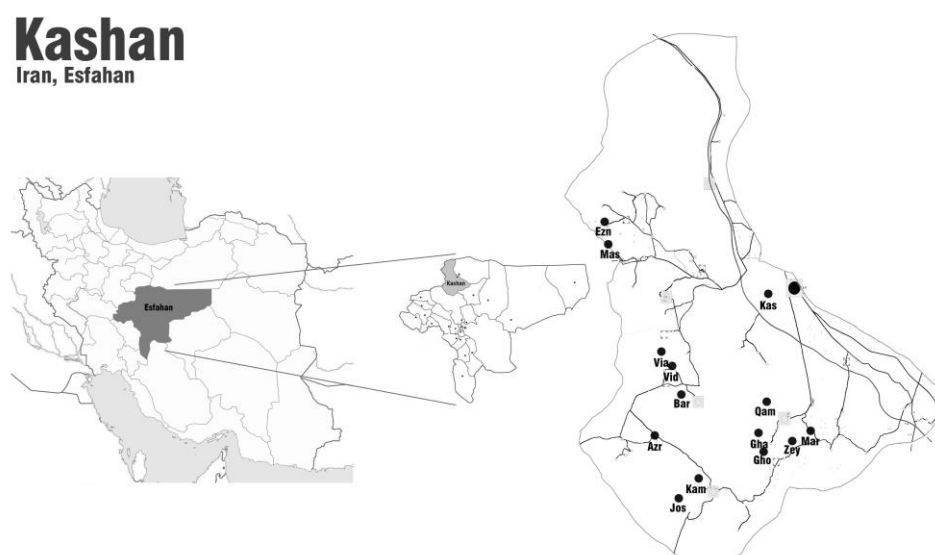 Kashan
Iran, Esfahan
Esfahan
Kashan
Ezn
Mas
Kas
Via
Vid
Bar
Qam
Azr
Gha
Gho
Zey
Mar
Kam
Jos